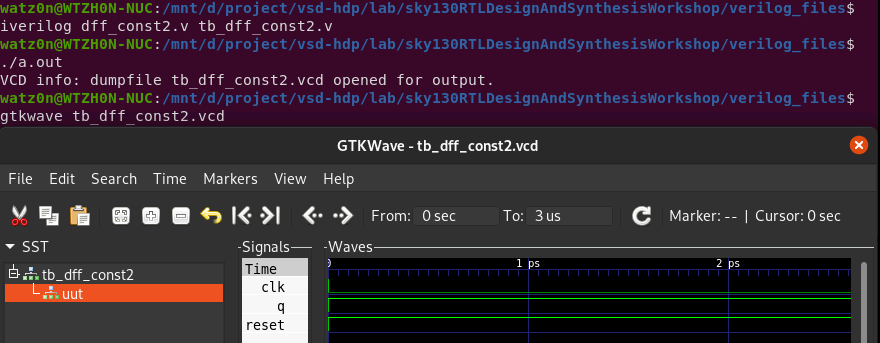 watz0n@WTZH0N-NUC:/mnt/d/project/vsd-hdp/lab/sky130RTLDesignAndSynthesisWorkshop/verilog_files$
iverilog dff_const2.v tb_dff_const2.v
watz0n@WTZH0N-NUC:/mnt/d/project/vsd-hdp/lab/sky130RTLDesignAndSynthesisWorkshop/verilog_files$
./a.out
VCD info: dumpfile tb_dff_const2.vcd opened for output.
watz0n@WTZH0N-NUC:/mnt/d/project/vsd-hdp/lab/sky130RTLDesignAndSynthesisWorkshop/verilog_files$
gtkwave tb_dff_const2.vcd
GTKWave - tb_dff_const2.vcd
File Edit Search Time Markers View Help
From: 0 sec To: 3 us Marker: -- | Cursor: 0 sec
SST Signals Waves
Time 0 1 ps 2 ps
tb_dff_const2
clk
uut
q
reset